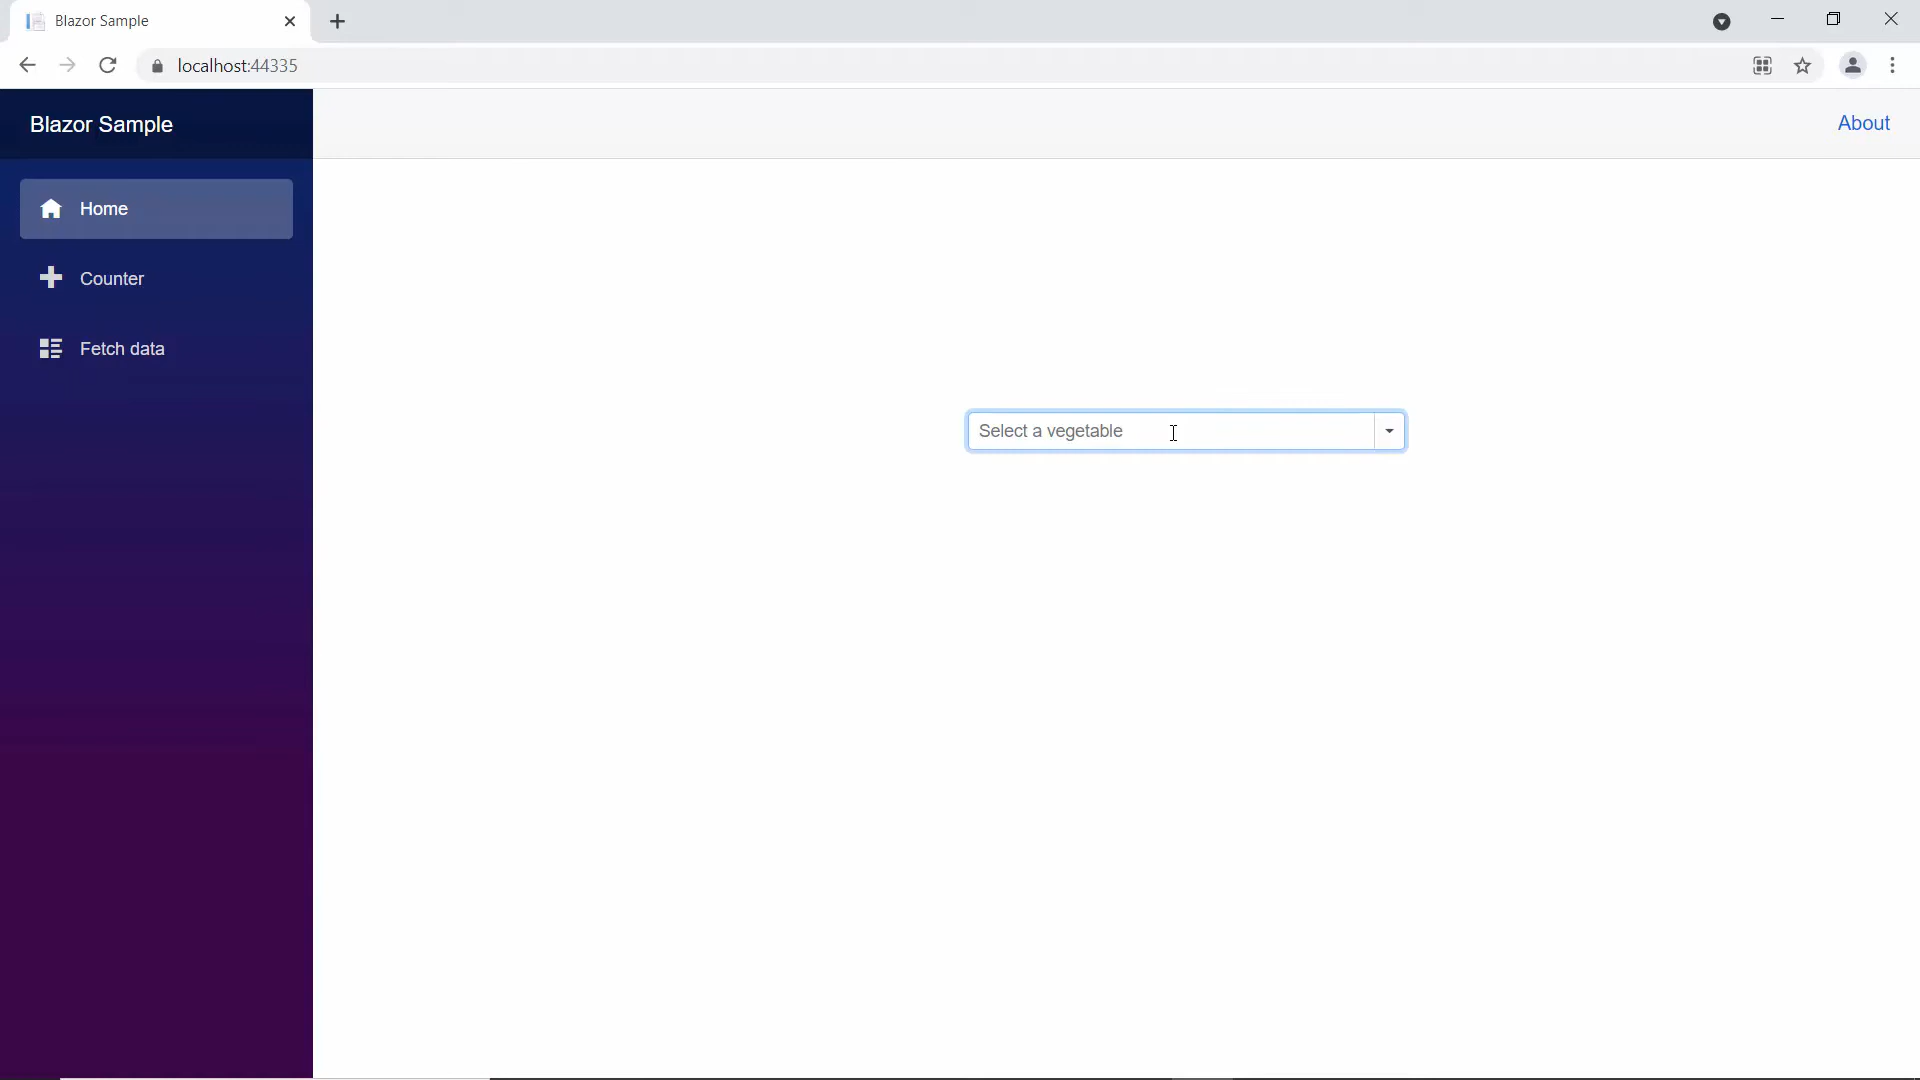 Blazor Sample
localhost:44335
Blazor Sample
About
Home
Counter
Fetch data
Select a vegetable